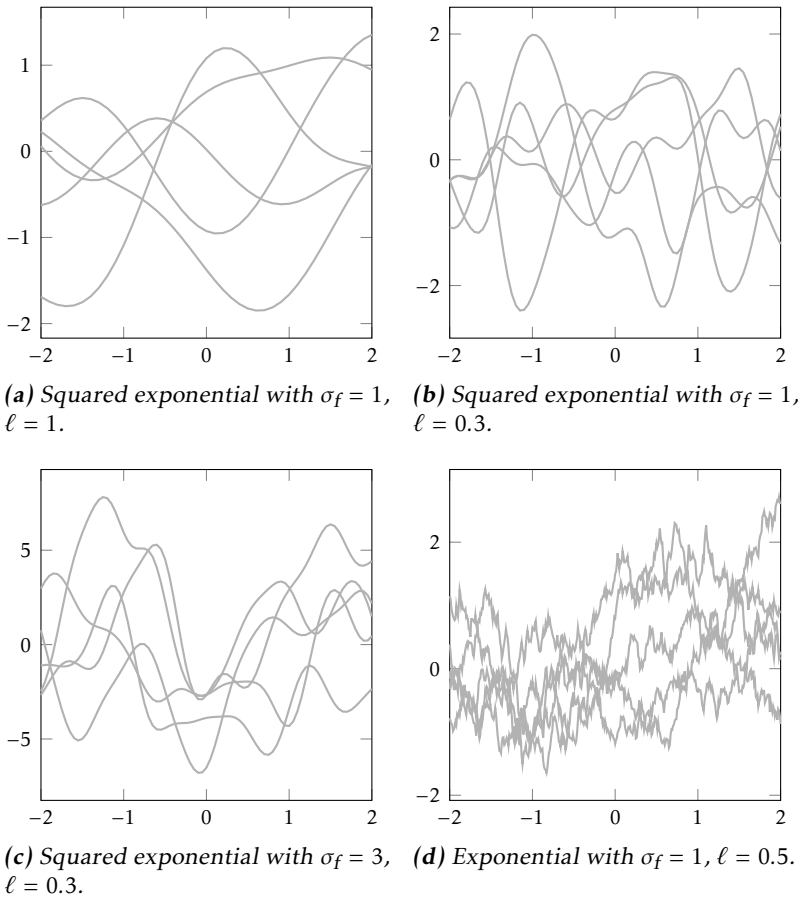 1
0
−1
−2
−2 −1 0 1 2
2
0
−2
−2 −1 0 1 2
(a) Squared exponential with σf = 1,
ℓ = 1.
(b) Squared exponential with σf = 1,
ℓ = 0.3.
5
0
−5
−2 −1 0 1 2
2
0
−2
−2 −1 0 1 2
(c) Squared exponential with σf = 3,
ℓ = 0.3.
(d) Exponential with σf = 1, ℓ = 0.5.